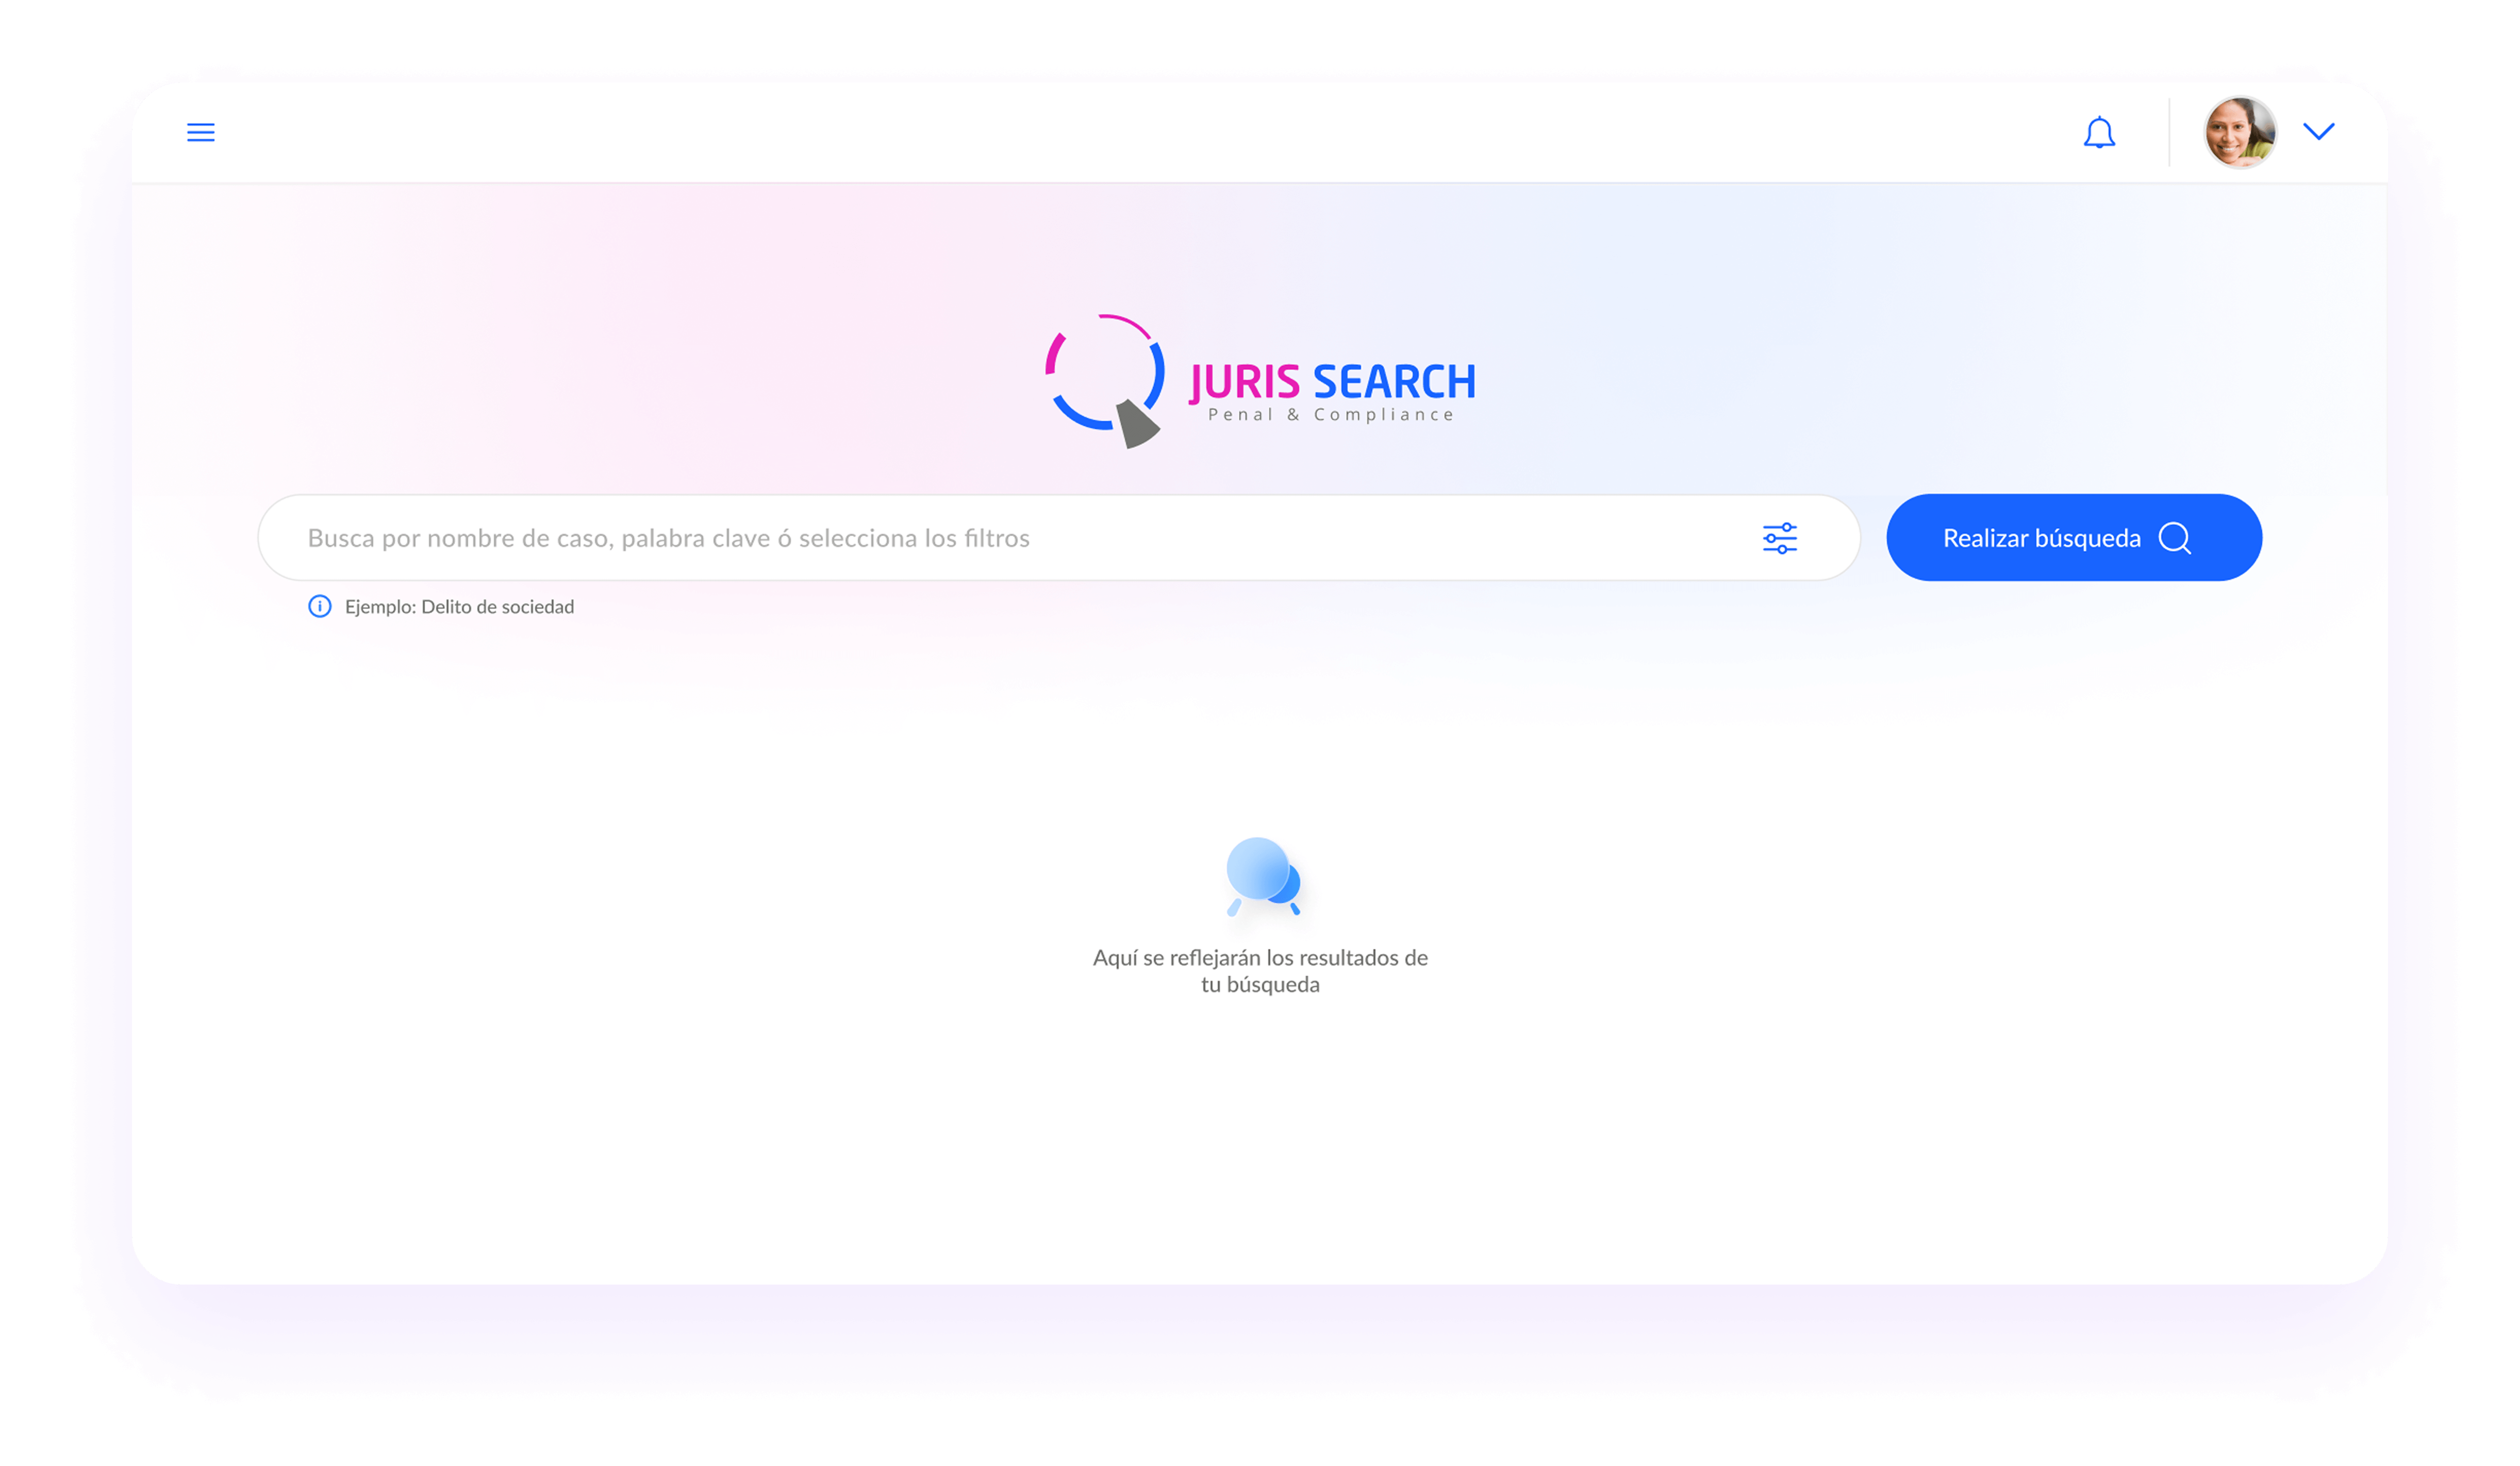 JURIS SEARCH
Penal & Compliance
Busca por nombre de caso, palabra clave ó selecciona los filtros
Realizar búsqueda
Ejemplo: Delito de sociedad
Aquí se reflejarán los resultados de
tu búsqueda